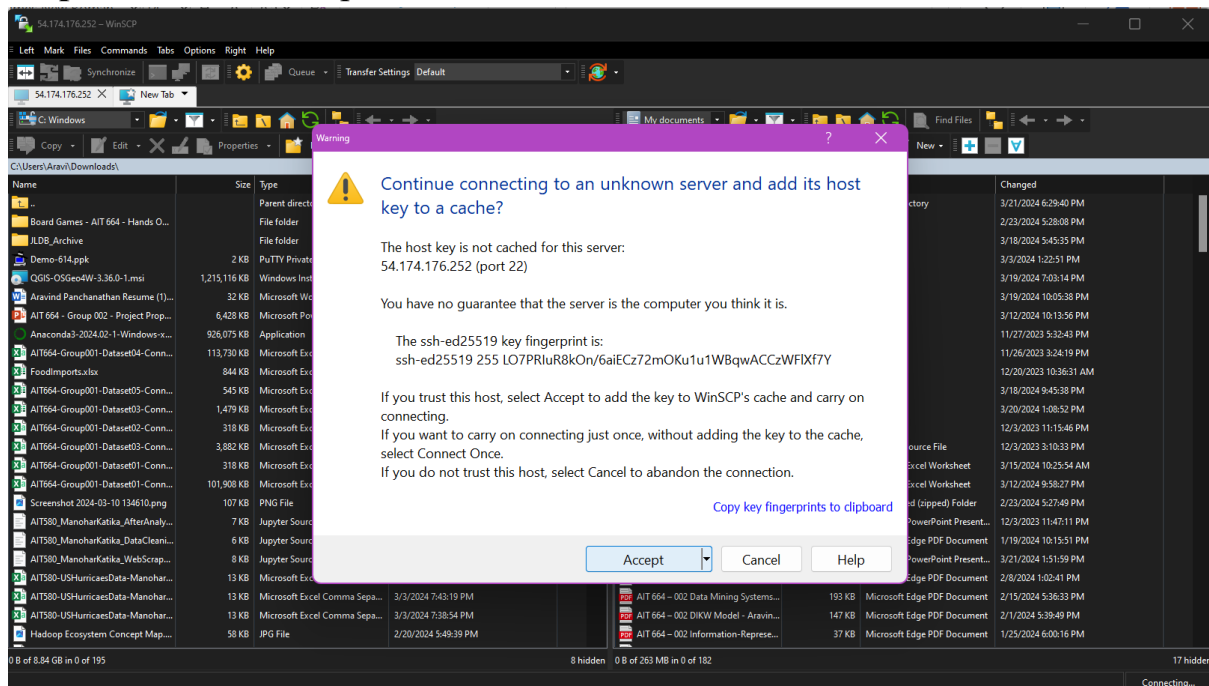 54.174.176.252 – WinSCP
Left Mark Files Commands Tabs Options Right Help
Synchronize Queue Transfer Settings Default
54.174.176.252 New Tab
C: Windows My documents Find Files
Copy Edit Properties New
C:\Users\Aravi\Downloads\
Name Size Type Changed
.. Parent directo ctory 3/21/2024 6:29:40 PM
Board Games - AIT 664 - Hands O... File folder 2/23/2024 5:28:08 PM
JLDB_Archive File folder 3/18/2024 5:45:35 PM
Demo-614.ppk 2 KB PuTTY Private 3/3/2024 1:22:51 PM
QGIS-OSGeo4W-3.36.0-1.msi 1,215,116 KB Windows Inst 3/19/2024 7:03:14 PM
Aravind Panchanathan Resume (1)... 32 KB Microsoft Wo 3/19/2024 10:05:38 PM
AIT 664 - Group 002 - Project Prop... 6,428 KB Microsoft Po 3/12/2024 10:13:56 PM
Anaconda3-2024.02-1-Windows-x... 926,075 KB Application 11/27/2023 5:32:43 PM
AIT664-Group001-Dataset04-Conn... 113,730 KB Microsoft Exc 11/26/2023 3:24:19 PM
FoodImports.xlsx 844 KB Microsoft Exc 12/20/2023 10:36:31 AM
AIT664-Group001-Dataset05-Conn... 545 KB Microsoft Exc 3/18/2024 9:45:38 PM
AIT664-Group001-Dataset03-Conn... 1,479 KB Microsoft Exc 3/20/2024 1:08:52 PM
AIT664-Group001-Dataset02-Conn... 318 KB Microsoft Exc 12/3/2023 11:15:46 PM
AIT664-Group001-Dataset03-Conn... 3,882 KB Microsoft Exc ource File 12/3/2023 3:10:33 PM
AIT664-Group001-Dataset01-Conn... 318 KB Microsoft Exc Excel Worksheet 3/15/2024 10:25:54 AM
AIT664-Group001-Dataset01-Conn... 101,908 KB Microsoft Exc Excel Worksheet 3/12/2024 9:58:27 PM
Screenshot 2024-03-10 134610.png 107 KB PNG File ed (zipped) Folder 2/23/2024 5:27:49 PM
AIT580_ManoharKatika_AfterAnaly... 7 KB Jupyter Sourc PowerPoint Present... 12/3/2023 11:47:11 PM
AIT580_ManoharKatika_DataCleani... 6 KB Jupyter Sourc Edge PDF Document 1/19/2024 10:15:51 PM
AIT580_ManoharKatika_WebScrap... 8 KB Jupyter Sourc PowerPoint Present... 3/21/2024 1:51:59 PM
AIT580-USHurricaesData-Manohar... 13 KB Microsoft Exc Edge PDF Document 2/8/2024 1:02:41 PM
AIT580-USHurricaesData-Manohar... 13 KB Microsoft Excel Comma Sepa... 3/3/2024 7:43:19 PM AIT 664 – 002 Data Mining Systems... 193 KB Microsoft Edge PDF Document 2/15/2024 5:36:33 PM
AIT580-USHurricaesData-Manohar... 13 KB Microsoft Excel Comma Sepa... 3/3/2024 7:38:54 PM AIT 664 – 002 DIKW Model - Aravin... 147 KB Microsoft Edge PDF Document 2/1/2024 5:39:49 PM
Hadoop Ecosystem Concept Map.... 58 KB JPG File 2/20/2024 5:49:39 PM AIT 664 – 002 Information-Represe... 37 KB Microsoft Edge PDF Document 1/25/2024 6:00:16 PM
0 B of 8.84 GB in 0 of 195 8 hidden 0 B of 263 MB in 0 of 182 17 hidden
Connecting...
Warning
Continue connecting to an unknown server and add its host
key to a cache?
The host key is not cached for this server:
54.174.176.252 (port 22)
You have no guarantee that the server is the computer you think it is.
The ssh-ed25519 key fingerprint is:
ssh-ed25519 255 LO7PRIuR8kOn/6aiECz72mOKu1u1WBqwACCzWFlXf7Y
If you trust this host, select Accept to add the key to WinSCP's cache and carry on
connecting.
If you want to carry on connecting just once, without adding the key to the cache,
select Connect Once.
If you do not trust this host, select Cancel to abandon the connection.
Copy key fingerprints to clipboard
Accept Cancel Help